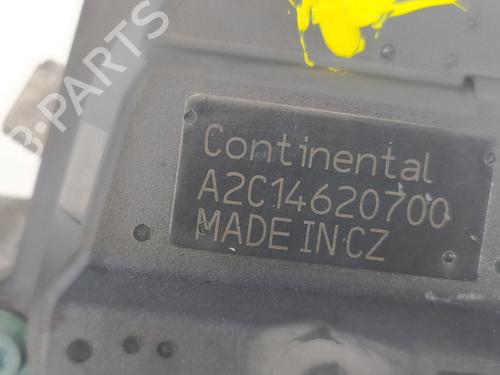 B-PARTS
Continental
A2C14620700
MADE IN CZ